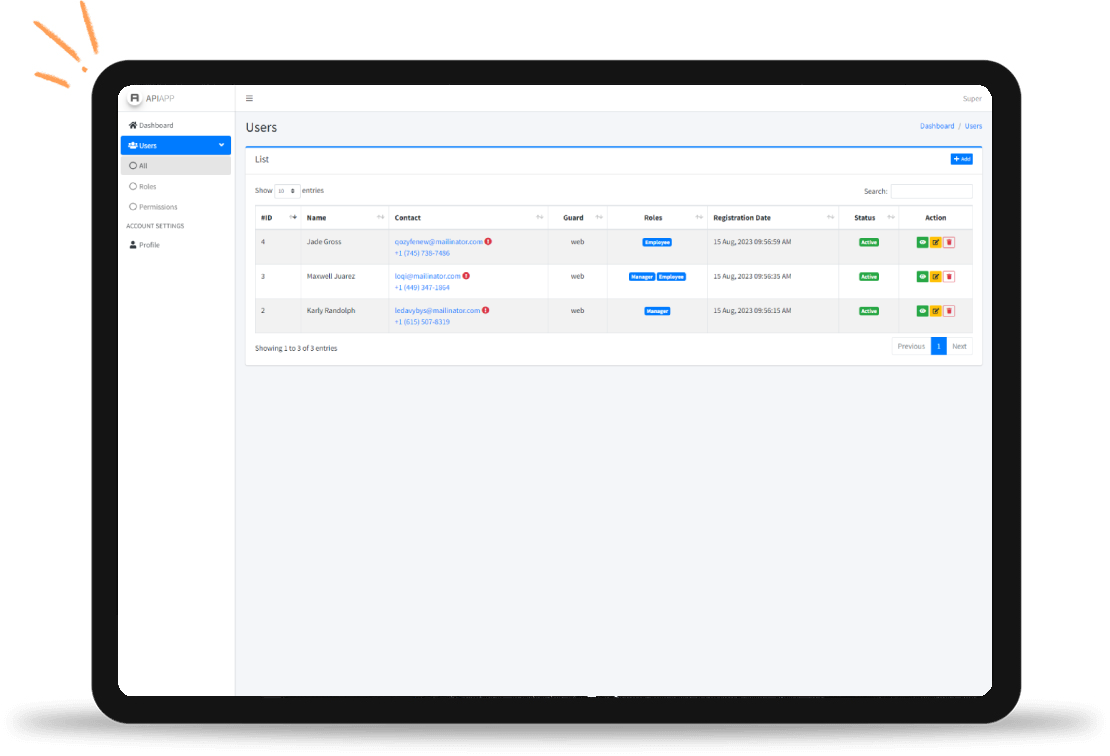 APIAPP
Super
Dashboard
Users
All
Roles
Permissions
ACCOUNT SETTINGS
Profile
Users
Dashboard / Users
List
Add
Show 10 entries
Search:
#ID Name Contact Guard Roles Registration Date Status Action
4 Jade Gross qozyfenew@mailinator.com web Employee 15 Aug, 2023 09:56:59 AM Active
+1 (745) 738-7486
3 Maxwell Juarez loqi@mailinator.com web Manager Employee 15 Aug, 2023 09:56:35 AM Active
+1 (449) 347-1864
2 Karly Randolph ledavybys@mailinator.com web Manager 15 Aug, 2023 09:56:15 AM Active
+1 (615) 507-8319
Showing 1 to 3 of 3 entries
Previous 1 Next